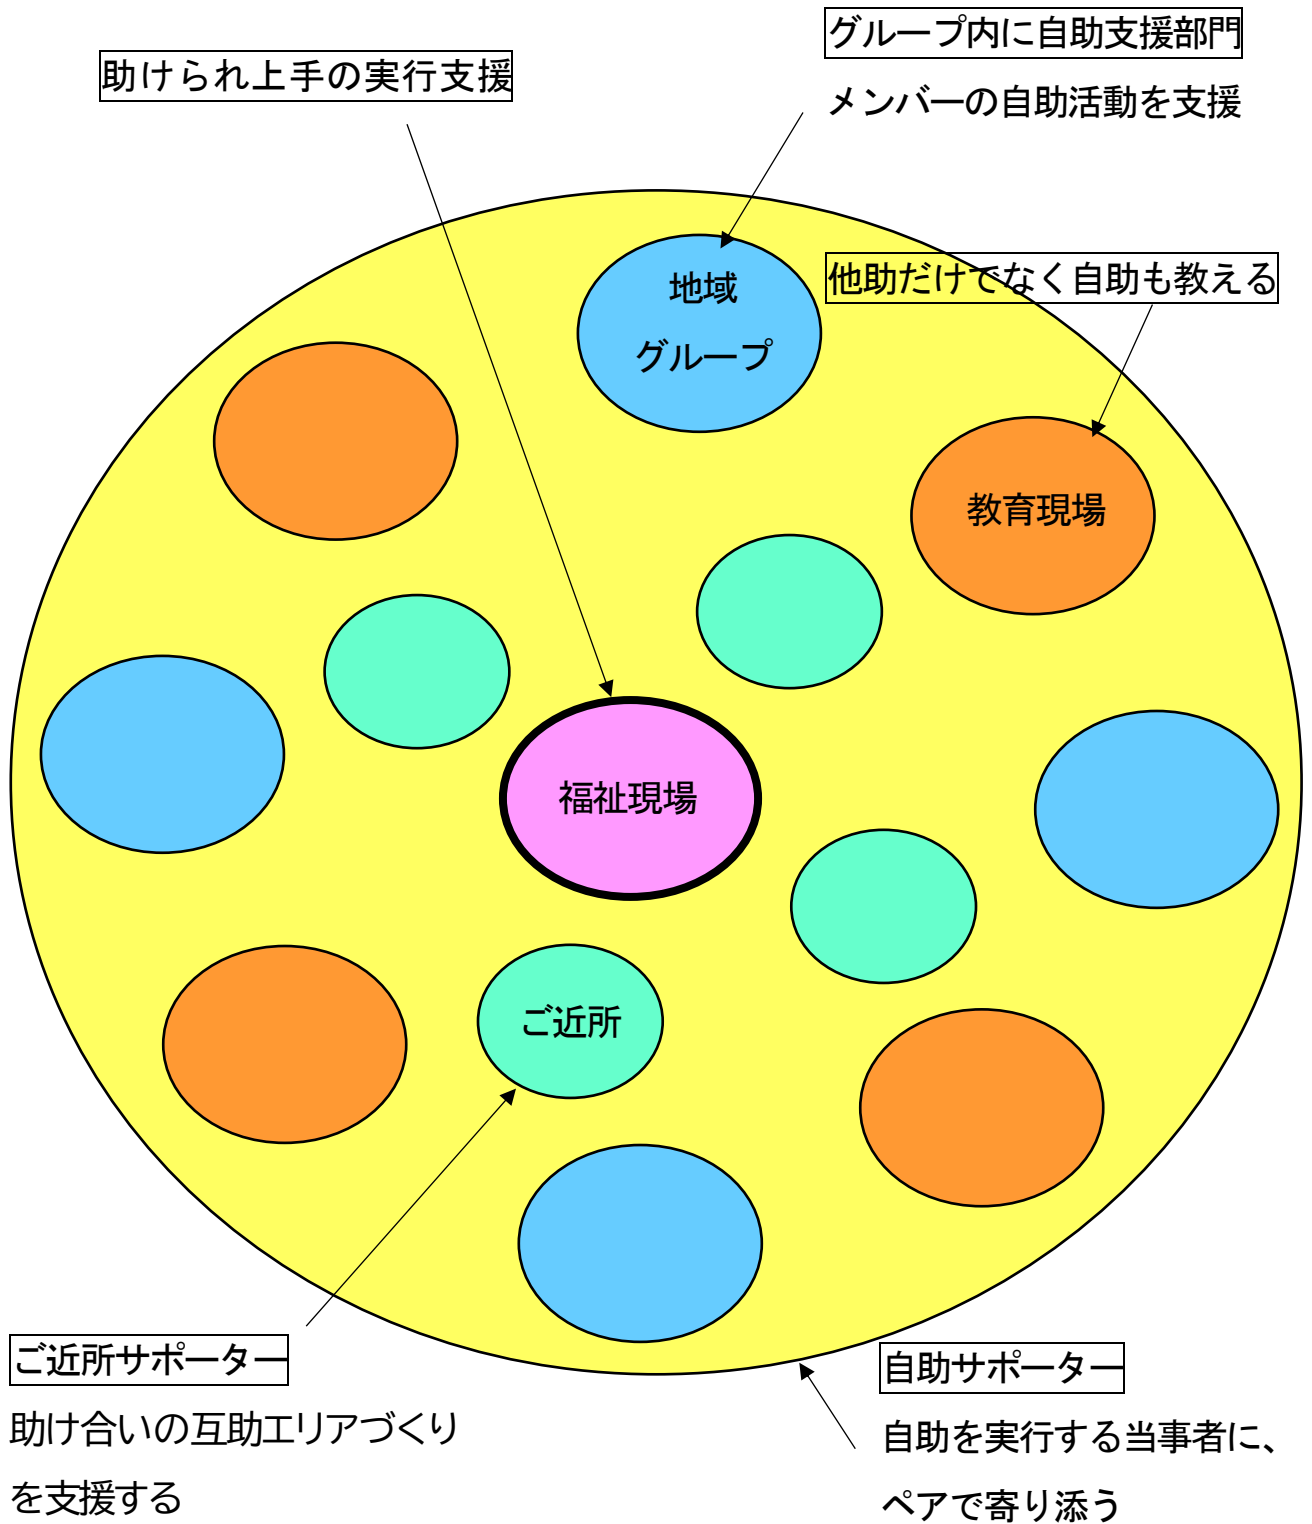 グループ内に自助支援部門
助けられ上手の実行支援
メンバーの自助活動を支援
地域
グループ
他助だけでなく自助も教える
教育現場
福祉現場
ご近所
ご近所サポーター
助け合いの互助エリアづくり
を支援する
自助サポーター
自助を実行する当事者に、
ペアで寄り添う